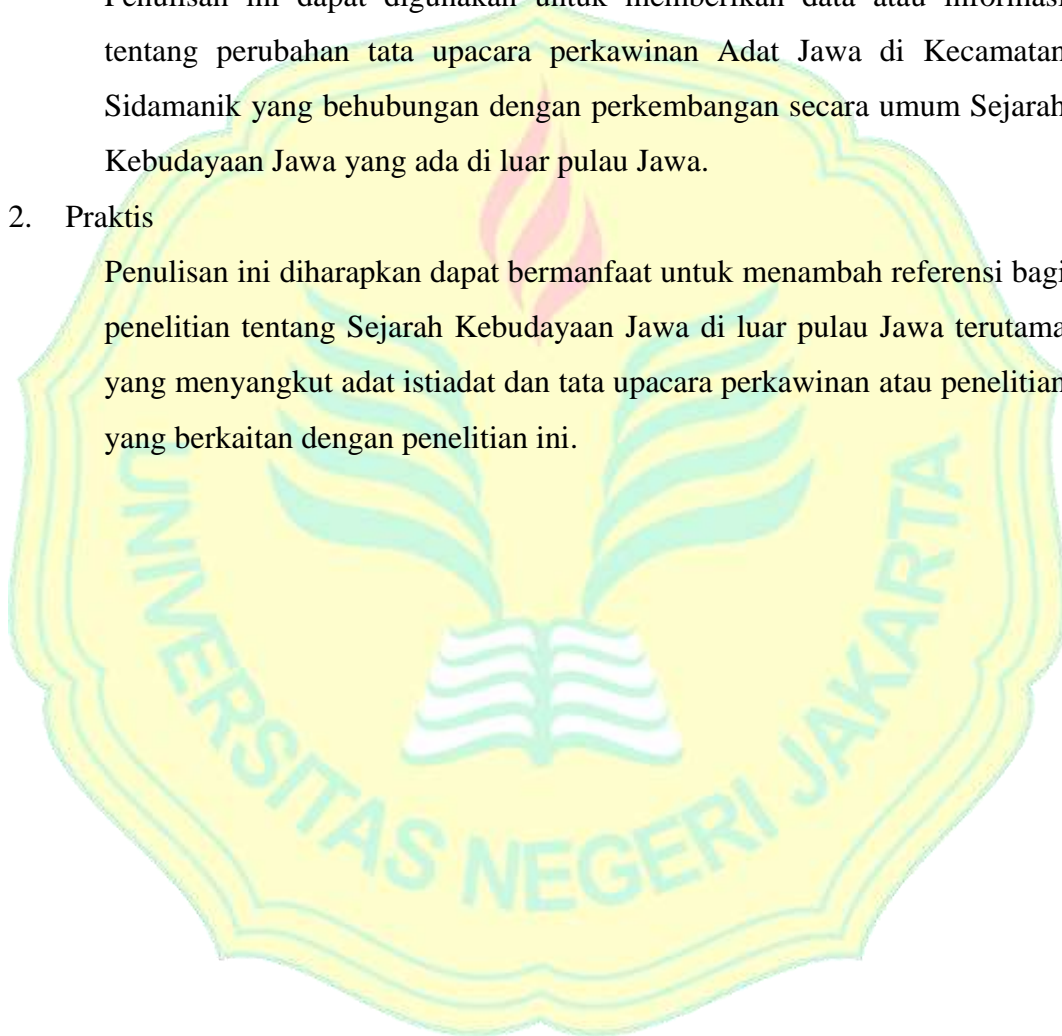 Penulisan ini dapat digunakan untuk memberikan data atau informasi
tentang perubahan tata upacara perkawinan Adat Jawa di Kecamatan
Sidamanik yang behubungan dengan perkembangan secara umum Sejarah
Kebudayaan Jawa yang ada di luar pulau Jawa.
2. Praktis
Penulisan ini diharapkan dapat bermanfaat untuk menambah referensi bagi
penelitian tentang Sejarah Kebudayaan Jawa di luar pulau Jawa terutama
yang menyangkut adat istiadat dan tata upacara perkawinan atau penelitian
yang berkaitan dengan penelitian ini.
UNIVERSITAS NEGERI JAKARTA